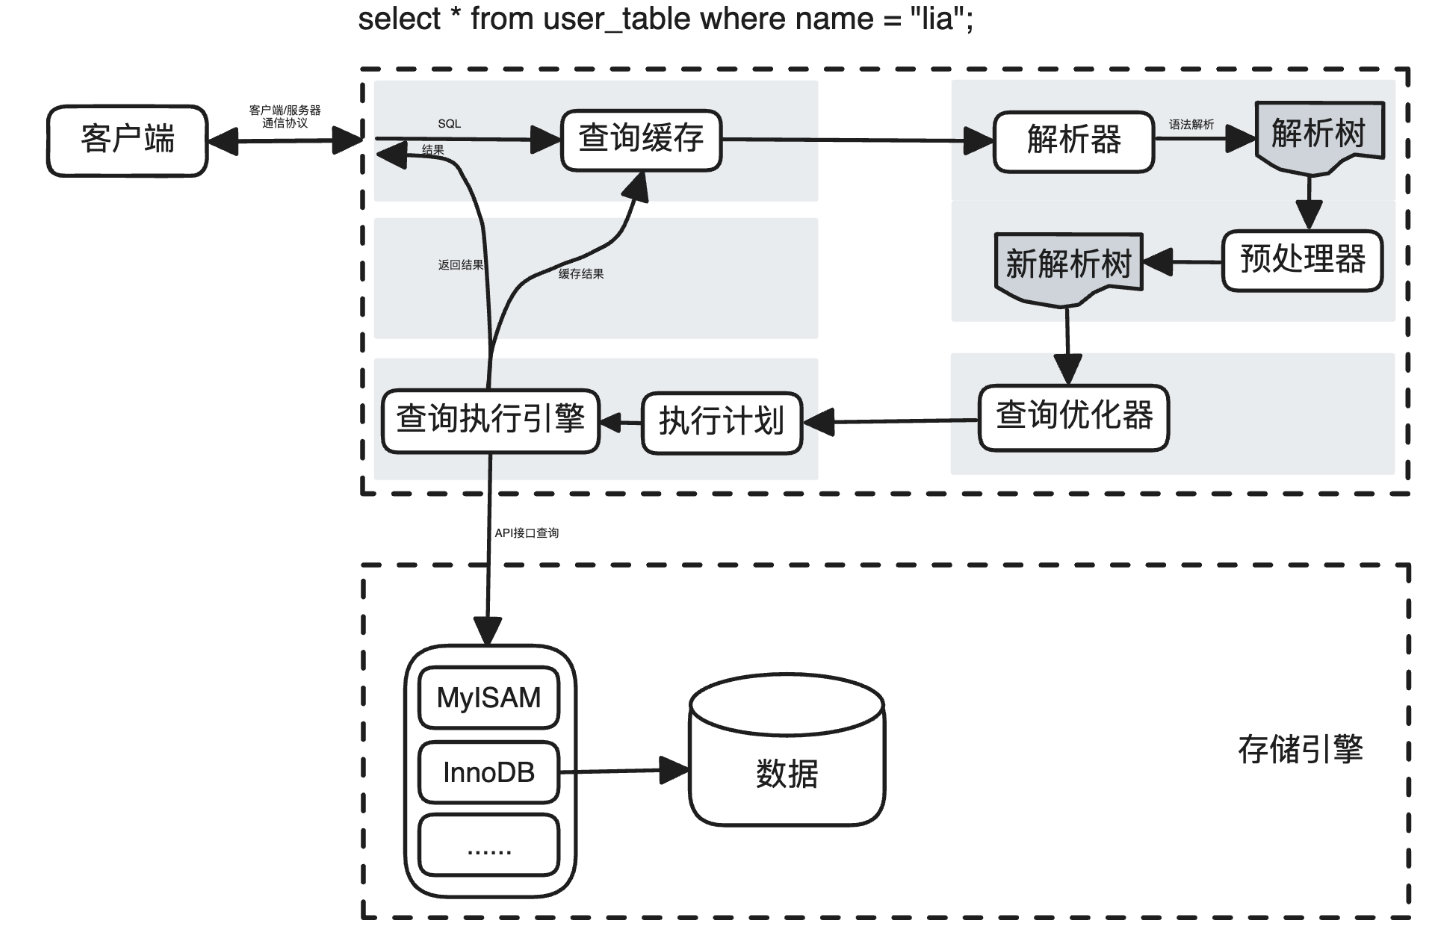 select * from user_table where name = "lia";
客户端
客户端/服务器
通信协议
SQL
结果
查询缓存
解析器
语法解析
解析树
预处理器
新解析树
返回结果
缓存结果
查询执行引擎
执行计划
查询优化器
API接口查询
MyISAM
InnoDB
......
数据
存储引擎